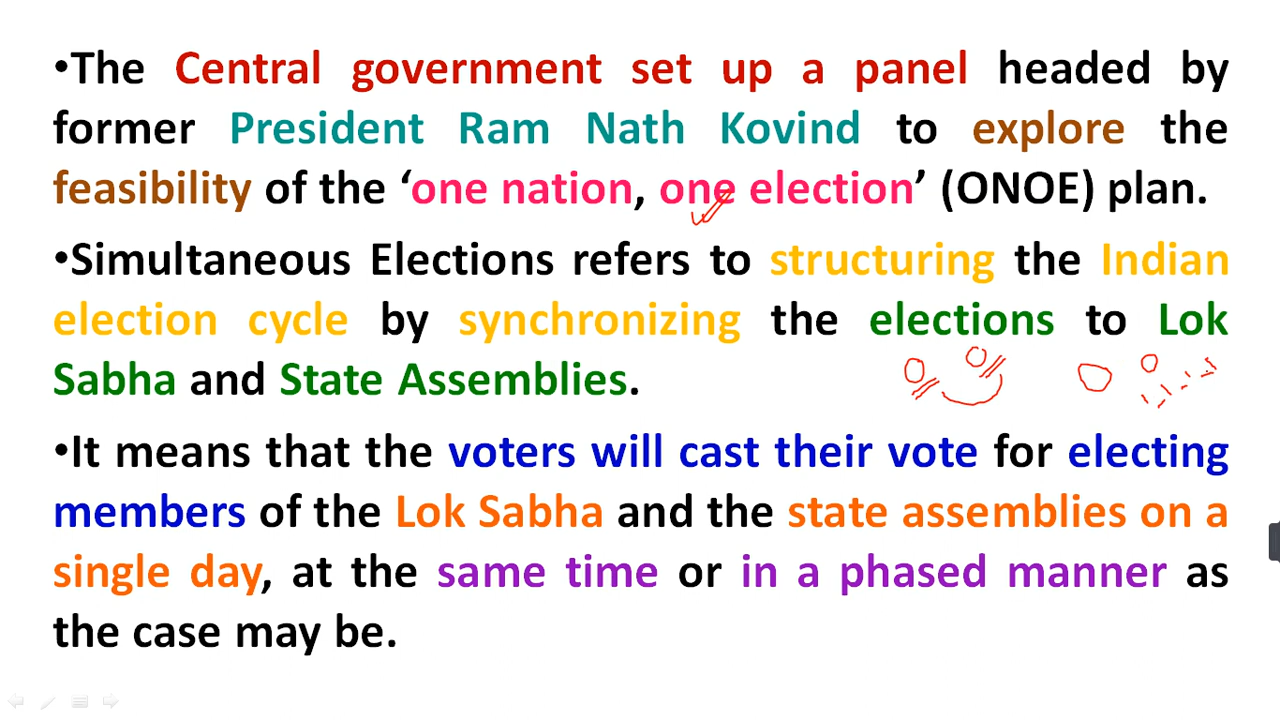 •The Central government set up a panel headed by
former President Ram Nath Kovind to explore the
feasibility of the ‘one nation, one election’ (ONOE) plan.
•Simultaneous Elections refers to structuring the Indian
election cycle by synchronizing the elections to Lok
Sabha and State Assemblies.
•It means that the voters will cast their vote for electing
members of the Lok Sabha and the state assemblies on a
single day, at the same time or in a phased manner as
the case may be.